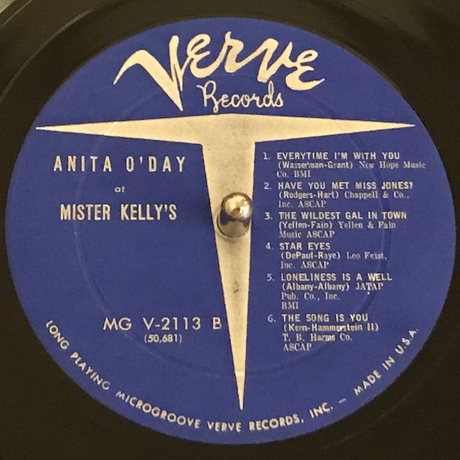 Verve
Records
ANITA O'DAY
at
MISTER KELLY'S
1. EVERYTIME I'M WITH YOU
(Wasserman-Grant) New Hope Music
Co. BMI
2. HAVE YOU MET MISS JONES?
(Rodgers-Hart) Chappell & Co.,
Inc. ASCAP
3. THE WILDEST GAL IN TOWN
(Yellen-Fain) Yellen & Fain
Music ASCAP
4. STAR EYES
(DePaul-Raye) Leo Feist,
Inc. ASCAP
5. LONELINESS IS A WELL
(Albany-Albany) JATAP
Pub. Co., Inc.
BMI
6. THE SONG IS YOU
(Kern-Hammerstein II)
T. B. Harms Co.
ASCAP
MG V-2113 B
(50,681)
LONG PLAYING MICROGROOVE VERVE RECORDS, INC. – MADE IN U.S.A.